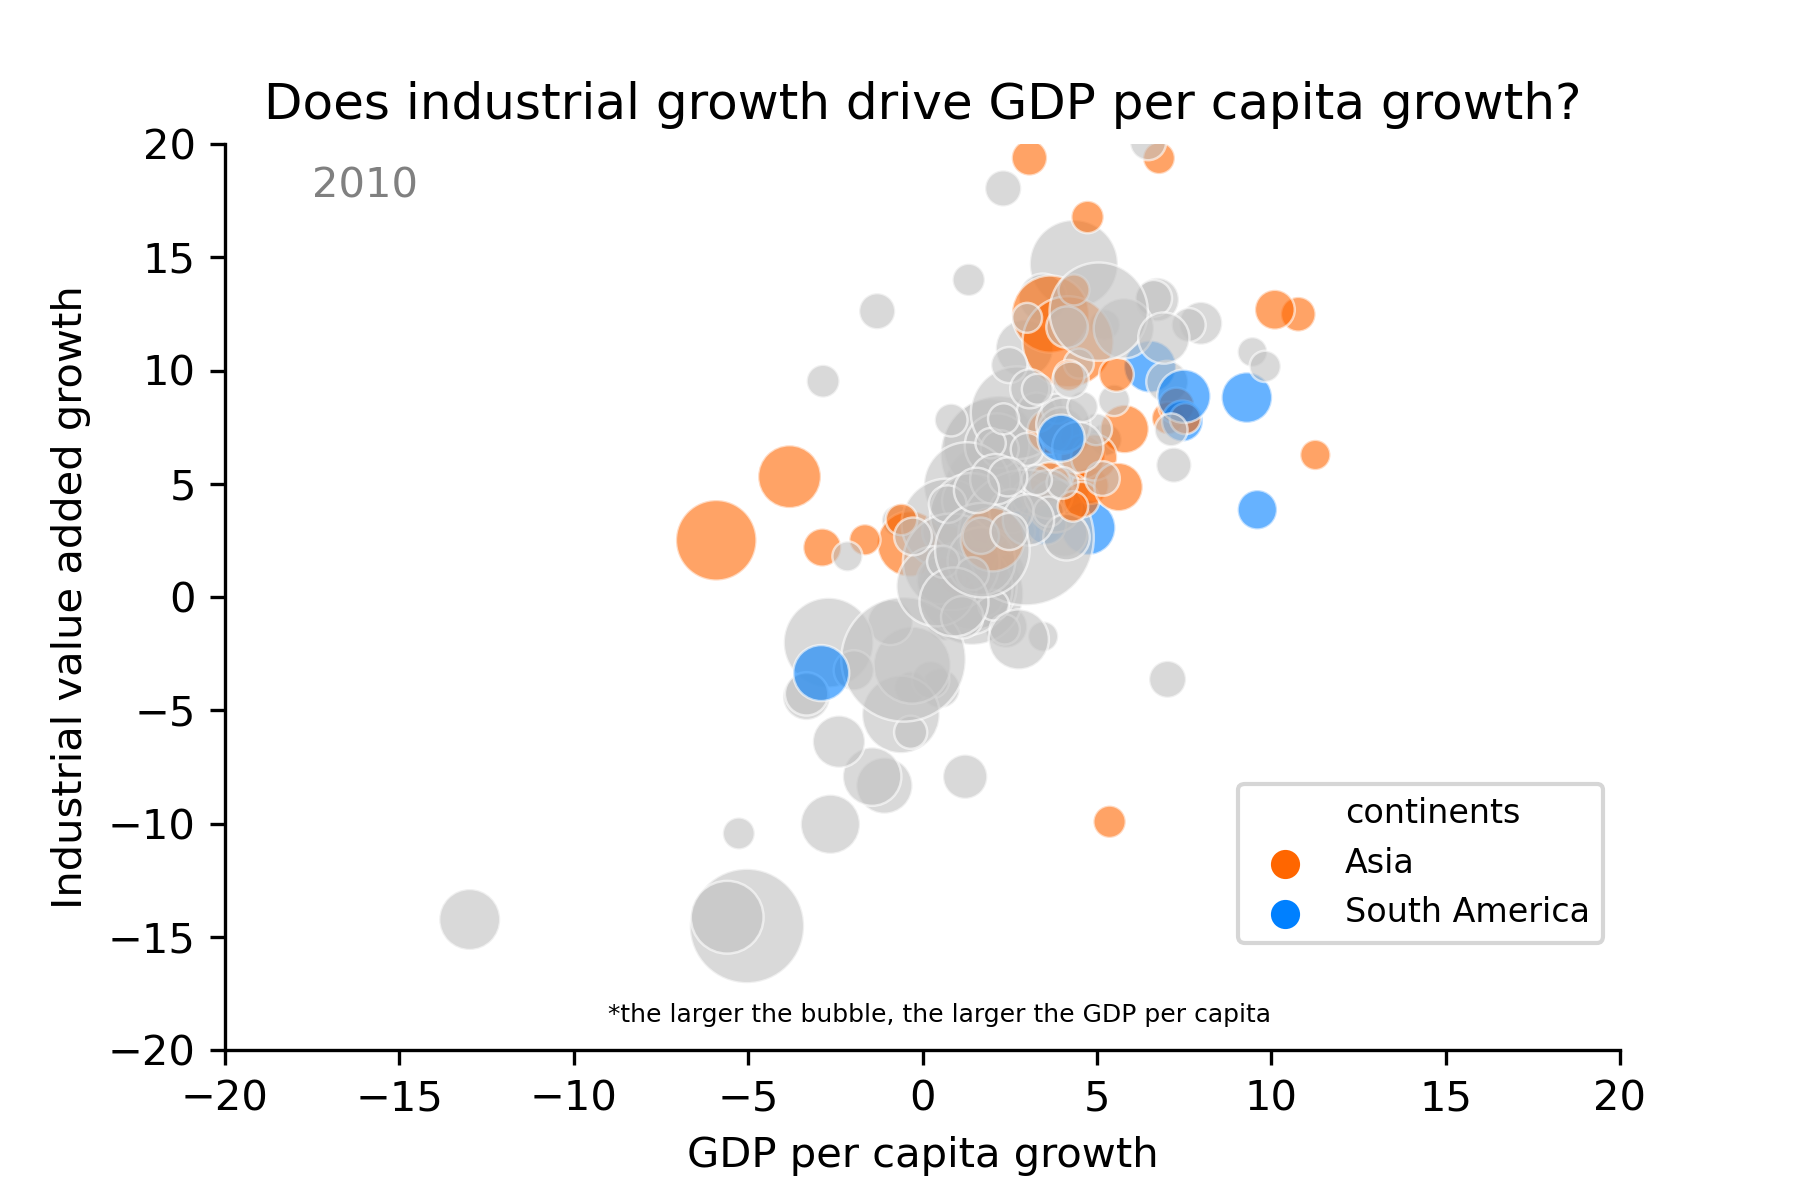 Does industrial growth drive GDP per capita growth?
2010
20
15
10
5
0
−5
−10
−15
−20
Industrial value added growth
continents
Asia
South America
*the larger the bubble, the larger the GDP per capita
−20 −15 −10 −5 0 5 10 15 20
GDP per capita growth